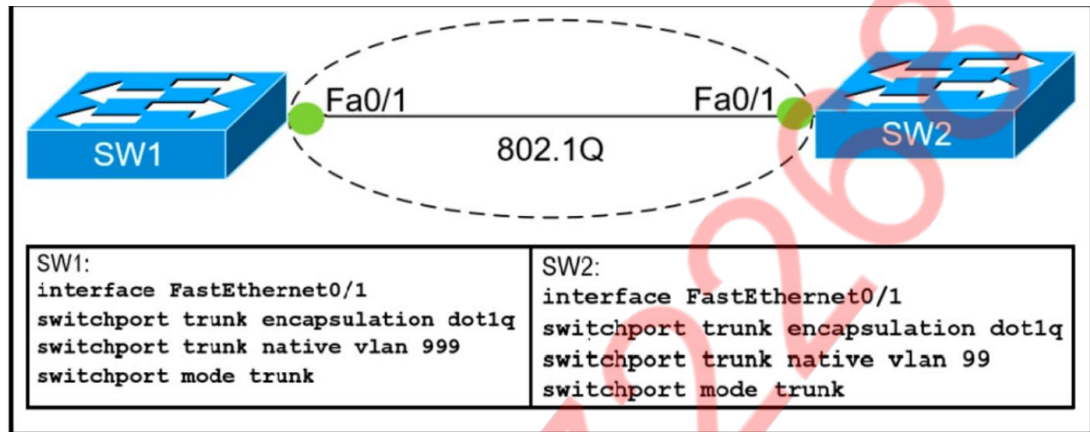 Fa0/1
Fa0/1
SW1
802.1Q
SW2
SW1:
interface FastEthernet0/1
switchport trunk encapsulation dot1q
switchport trunk native vlan 999
switchport mode trunk
SW2:
interface FastEthernet0/1
switchport trunk encapsulation dot1q
switchport trunk native vlan 99
switchport mode trunk